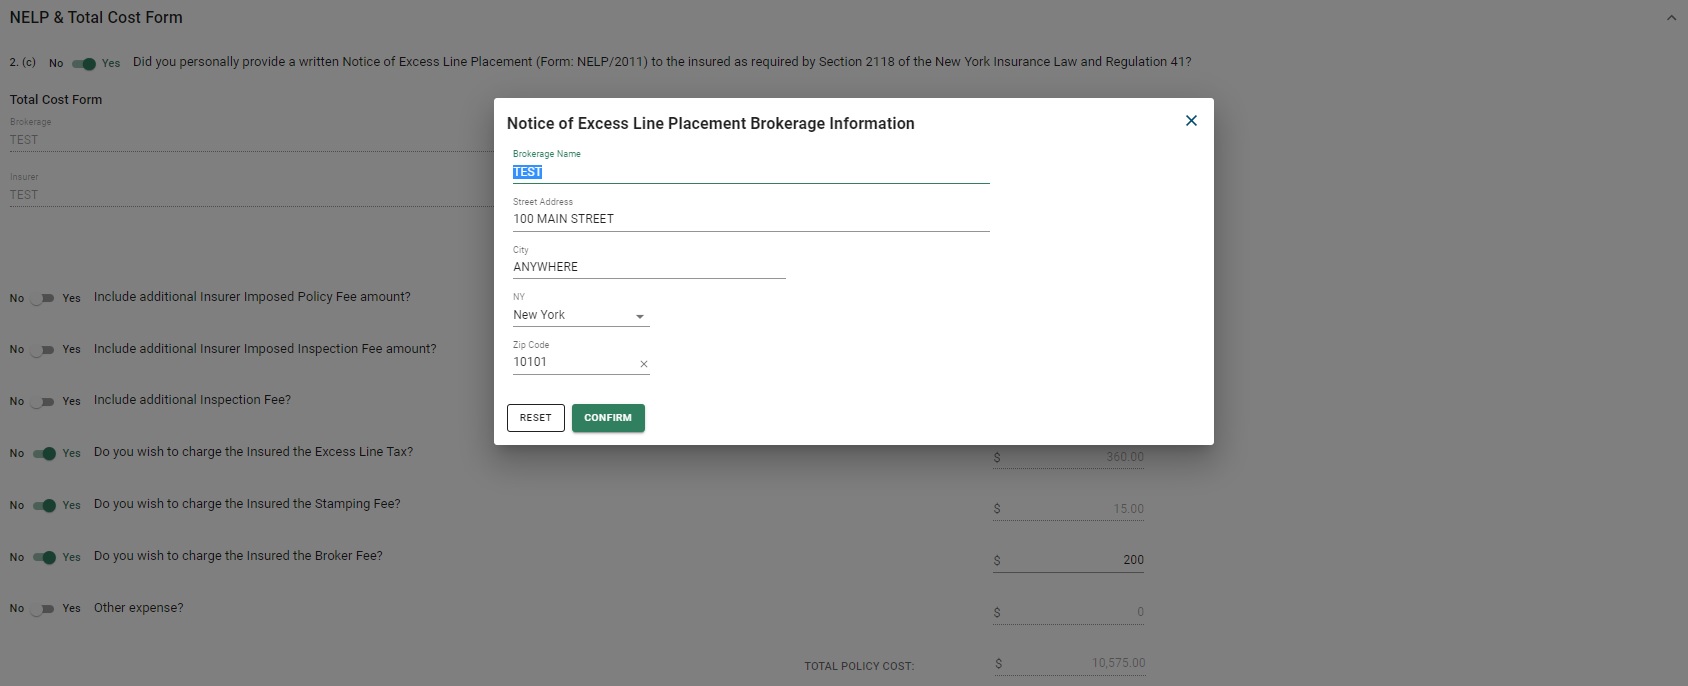 NELP & Total Cost Form
2. (c) No Yes Did you personally provide a written Notice of Excess Line Placement (Form: NELP/2011) to the insured as required by Section 2118 of the New York Insurance Law and Regulation 41?
Total Cost Form
Brokerage
TEST
Insurer
TEST
Notice of Excess Line Placement Brokerage Information
Brokerage Name
TEST
Street Address
100 MAIN STREET
City
ANYWHERE
NY
New York
Zip Code
10101
RESET CONFIRM
No Yes Include additional Insurer Imposed Policy Fee amount?
No Yes Include additional Insurer Imposed Inspection Fee amount?
No Yes Include additional Inspection Fee?
No Yes Do you wish to charge the Insured the Excess Line Tax? $ 360.00
No Yes Do you wish to charge the Insured the Stamping Fee? $ 15.00
No Yes Do you wish to charge the Insured the Broker Fee? $ 200
No Yes Other expense? $ 0
TOTAL POLICY COST: $ 10,575.00